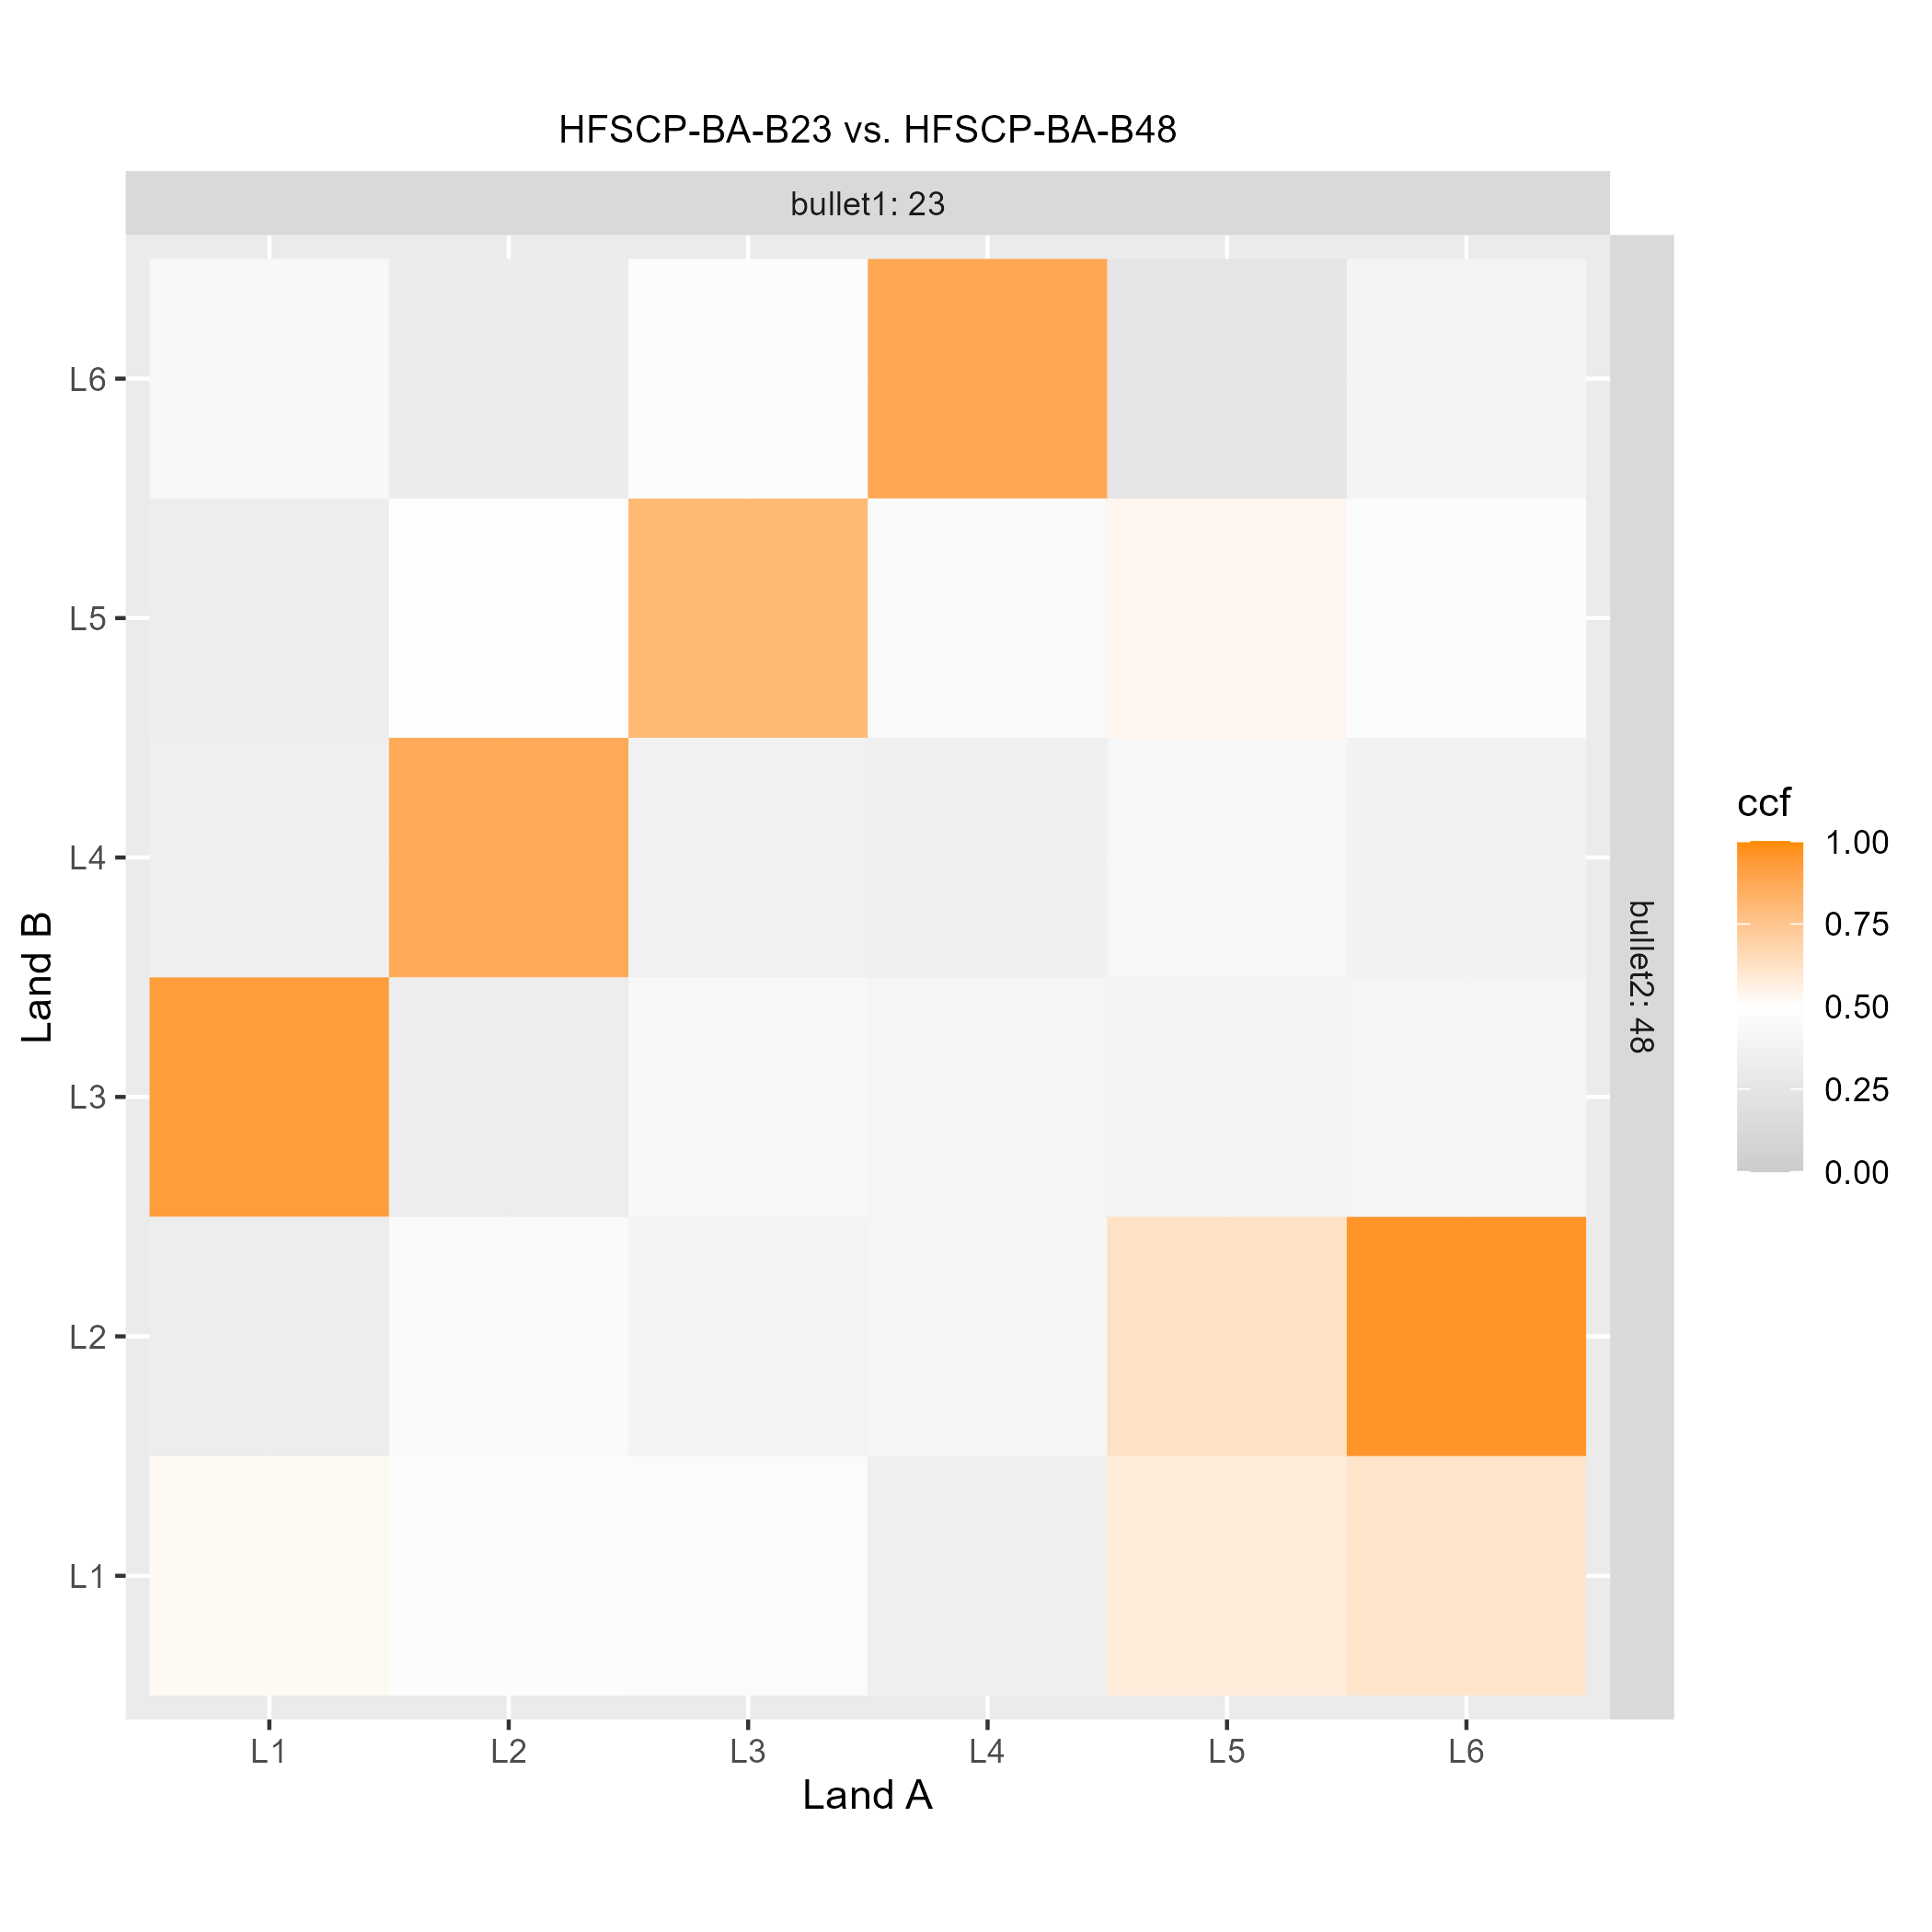 HFSCP-BA-B23 vs. HFSCP-BA-B48
bullet1: 23
L6
L5
L4
L3
L2
L1
Land B
bullet2: 48
ccf
1.00
0.75
0.50
0.25
0.00
L1 L2 L3 L4 L5 L6
Land A